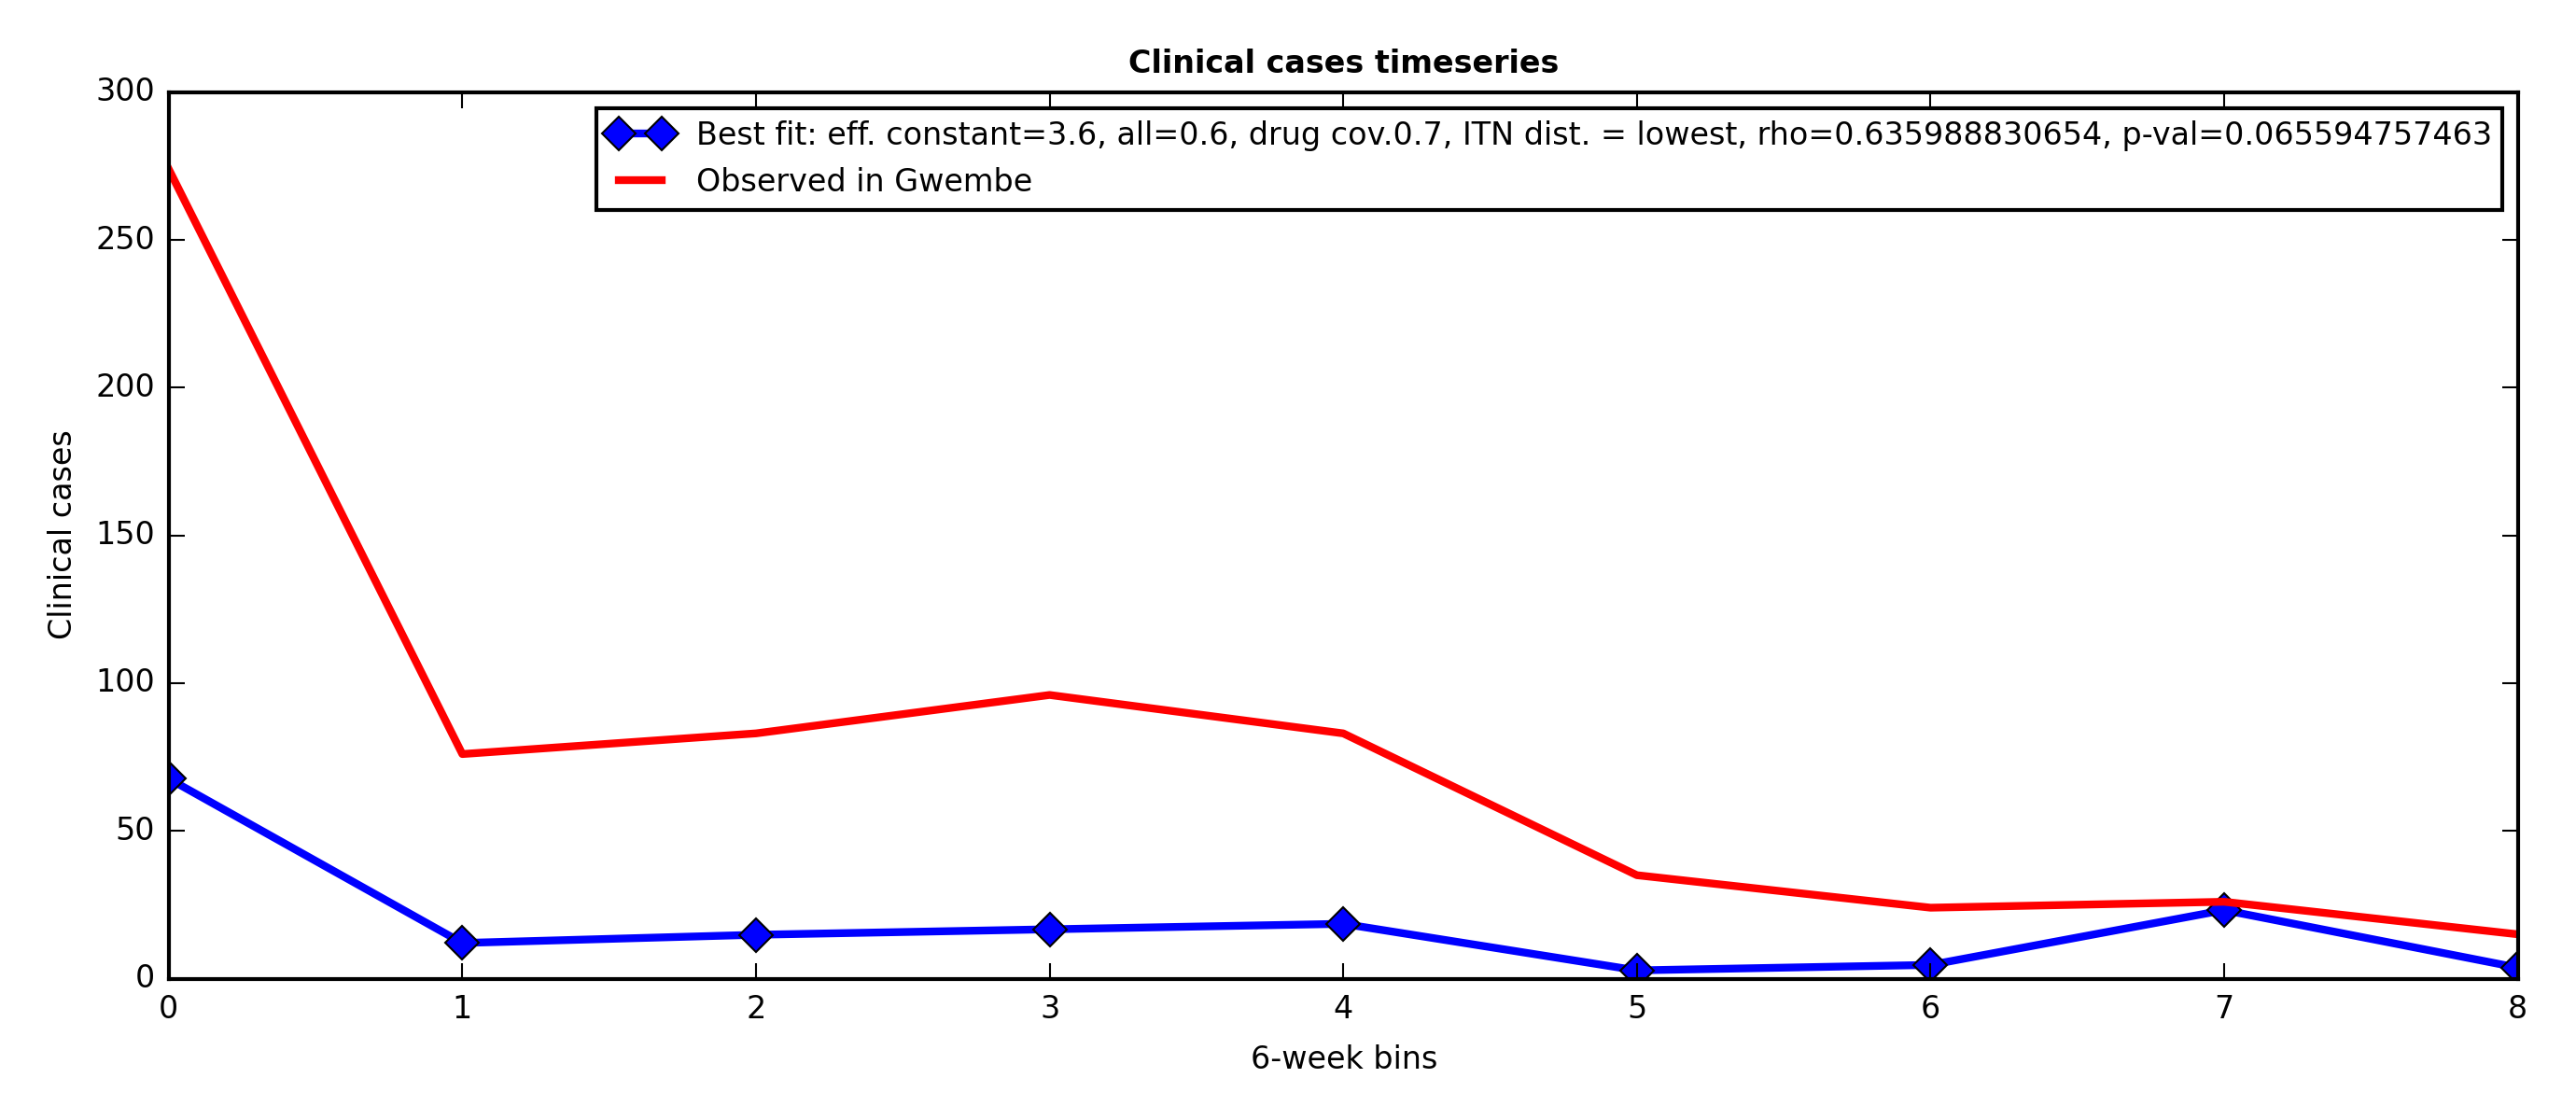 Clinical cases timeseries
300
250
200
150
100
50
0
Clinical cases
Best fit: eff. constant=3.6, all=0.6, drug cov.0.7, ITN dist. = lowest, rho=0.635988830654, p-val=0.065594757463
Observed in Gwembe
0 1 2 3 4 5 6 7 8
6-week bins